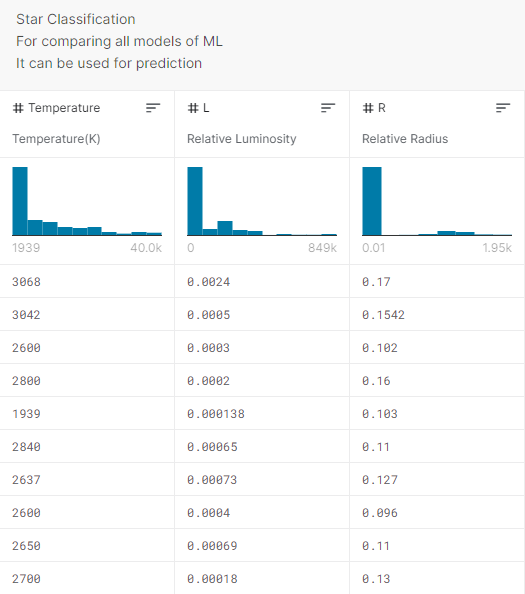 Star Classification
For comparing all models of ML
It can be used for prediction
# Temperature # L # R
Temperature(K) Relative Luminosity Relative Radius
1939 40.0k 0 849k 0.01 1.95k
3068 0.0024 0.17
3042 0.0005 0.1542
2600 0.0003 0.102
2800 0.0002 0.16
1939 0.000138 0.103
2840 0.00065 0.11
2637 0.00073 0.127
2600 0.0004 0.096
2650 0.00069 0.11
2700 0.00018 0.13